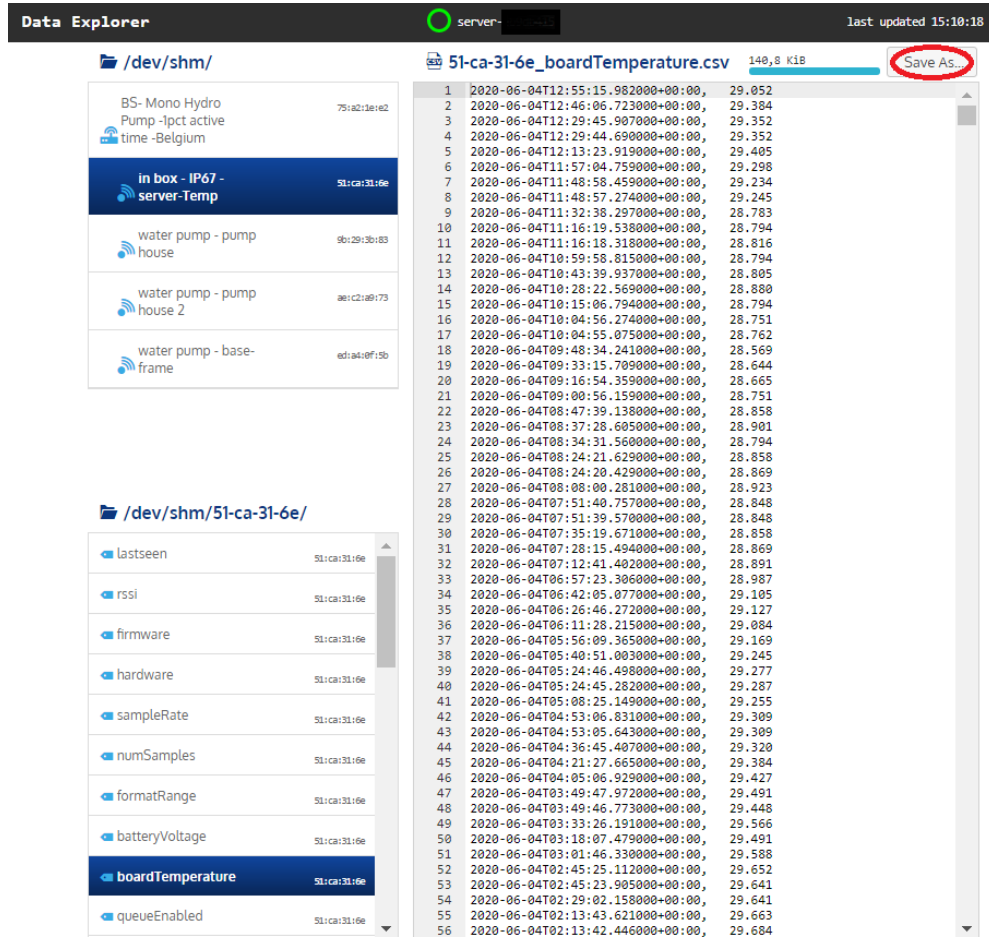 Data Explorer
server-
last updated 15:10:18
/dev/shm/
BS- Mono Hydro
Pump -1pct active
time -Belgium
75:a2:1e:e2
in box - IP67 -
server-Temp
51:ca:31:6e
water pump - pump
house
9b:29:3b:83
water pump - pump
house 2
ae:c2:a9:73
water pump - base-
frame
ed:a4:0f:5b
/dev/shm/51-ca-31-6e/
lastseen 51:ca:31:6e
rssi 51:ca:31:6e
firmware 51:ca:31:6e
hardware 51:ca:31:6e
sampleRate 51:ca:31:6e
numSamples 51:ca:31:6e
formatRange 51:ca:31:6e
batteryVoltage 51:ca:31:6e
boardTemperature 51:ca:31:6e
queueEnabled 51:ca:31:6e
csv 51-ca-31-6e_boardTemperature.csv 140,8 KiB Save As...
1 2020-06-04T12:55:15.982000+00:00, 29.052
2 2020-06-04T12:46:06.723000+00:00, 29.384
3 2020-06-04T12:29:45.907000+00:00, 29.352
4 2020-06-04T12:29:44.690000+00:00, 29.352
5 2020-06-04T12:13:23.919000+00:00, 29.405
6 2020-06-04T11:57:04.759000+00:00, 29.298
7 2020-06-04T11:48:58.459000+00:00, 29.234
8 2020-06-04T11:48:57.274000+00:00, 29.245
9 2020-06-04T11:32:38.297000+00:00, 28.783
10 2020-06-04T11:16:19.538000+00:00, 28.794
11 2020-06-04T11:16:18.318000+00:00, 28.816
12 2020-06-04T10:59:58.815000+00:00, 28.794
13 2020-06-04T10:43:39.937000+00:00, 28.805
14 2020-06-04T10:28:22.569000+00:00, 28.880
15 2020-06-04T10:15:06.794000+00:00, 28.794
16 2020-06-04T10:04:56.274000+00:00, 28.751
17 2020-06-04T10:04:55.075000+00:00, 28.762
18 2020-06-04T09:48:34.241000+00:00, 28.569
19 2020-06-04T09:33:15.709000+00:00, 28.644
20 2020-06-04T09:16:54.359000+00:00, 28.665
21 2020-06-04T09:00:56.159000+00:00, 28.751
22 2020-06-04T08:47:39.138000+00:00, 28.858
23 2020-06-04T08:37:28.605000+00:00, 28.901
24 2020-06-04T08:34:31.560000+00:00, 28.794
25 2020-06-04T08:24:21.629000+00:00, 28.858
26 2020-06-04T08:24:20.429000+00:00, 28.869
27 2020-06-04T08:08:00.281000+00:00, 28.923
28 2020-06-04T07:51:40.757000+00:00, 28.848
29 2020-06-04T07:51:39.570000+00:00, 28.848
30 2020-06-04T07:35:19.671000+00:00, 28.858
31 2020-06-04T07:28:15.494000+00:00, 28.869
32 2020-06-04T07:12:41.402000+00:00, 28.891
33 2020-06-04T06:57:23.306000+00:00, 28.987
34 2020-06-04T06:42:05.077000+00:00, 29.105
35 2020-06-04T06:26:46.272000+00:00, 29.127
36 2020-06-04T06:11:28.215000+00:00, 29.084
37 2020-06-04T05:56:09.365000+00:00, 29.169
38 2020-06-04T05:40:51.003000+00:00, 29.245
39 2020-06-04T05:24:46.498000+00:00, 29.277
40 2020-06-04T05:24:45.282000+00:00, 29.287
41 2020-06-04T05:08:25.149000+00:00, 29.255
42 2020-06-04T04:53:06.831000+00:00, 29.309
43 2020-06-04T04:53:05.643000+00:00, 29.309
44 2020-06-04T04:36:45.407000+00:00, 29.320
45 2020-06-04T04:21:27.665000+00:00, 29.384
46 2020-06-04T04:05:06.929000+00:00, 29.427
47 2020-06-04T03:49:47.972000+00:00, 29.491
48 2020-06-04T03:49:46.773000+00:00, 29.448
49 2020-06-04T03:33:26.191000+00:00, 29.566
50 2020-06-04T03:18:07.479000+00:00, 29.491
51 2020-06-04T03:01:46.330000+00:00, 29.588
52 2020-06-04T02:45:25.112000+00:00, 29.652
53 2020-06-04T02:45:23.905000+00:00, 29.641
54 2020-06-04T02:29:02.158000+00:00, 29.641
55 2020-06-04T02:13:43.621000+00:00, 29.663
56 2020-06-04T02:13:42.446000+00:00, 29.684